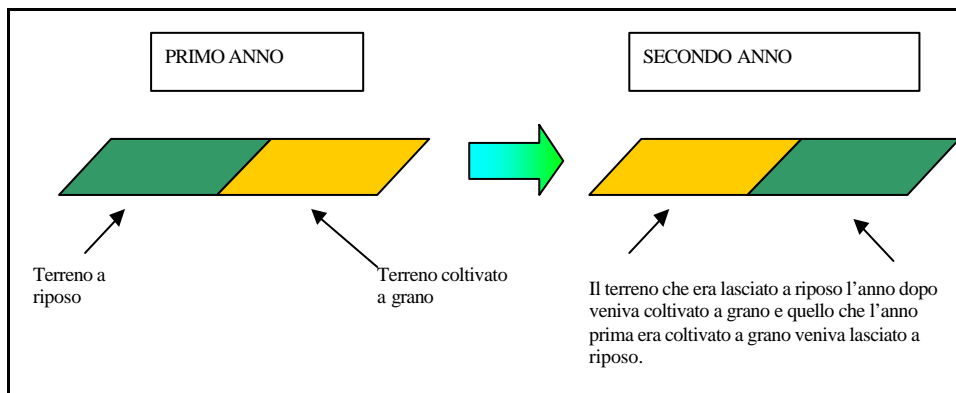 PRIMO ANNO
SECONDO ANNO
Terreno a
riposo
Terreno coltivato
a grano
Il terreno che era lasciato a riposo l’anno dopo
veniva coltivato a grano e quello che l’anno
prima era coltivato a grano veniva lasciato a
riposo.